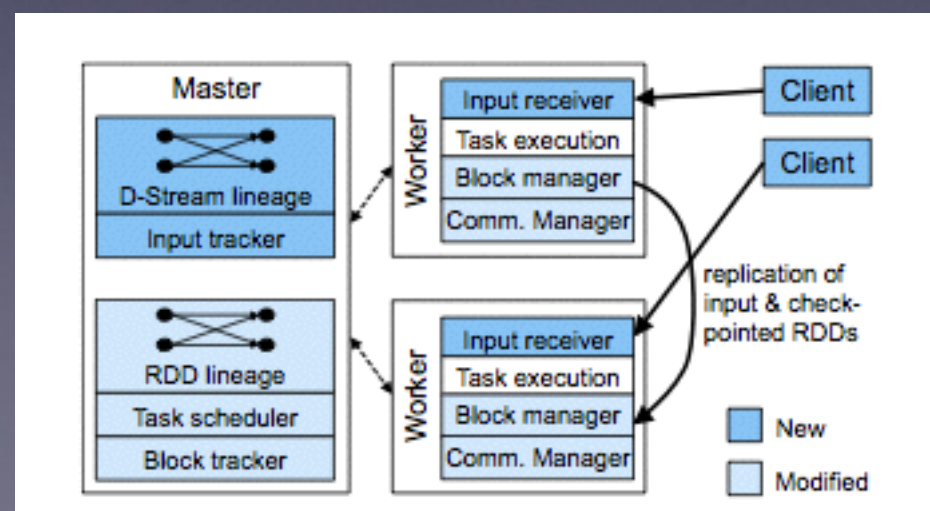 Master
D-Stream lineage
Input tracker
RDD lineage
Task scheduler
Block tracker
Worker
Input receiver
Task execution
Block manager
Comm. Manager
Worker
Input receiver
Task execution
Block manager
Comm. Manager
Client
Client
replication of
input & check-
pointed RDDs
New
Modified